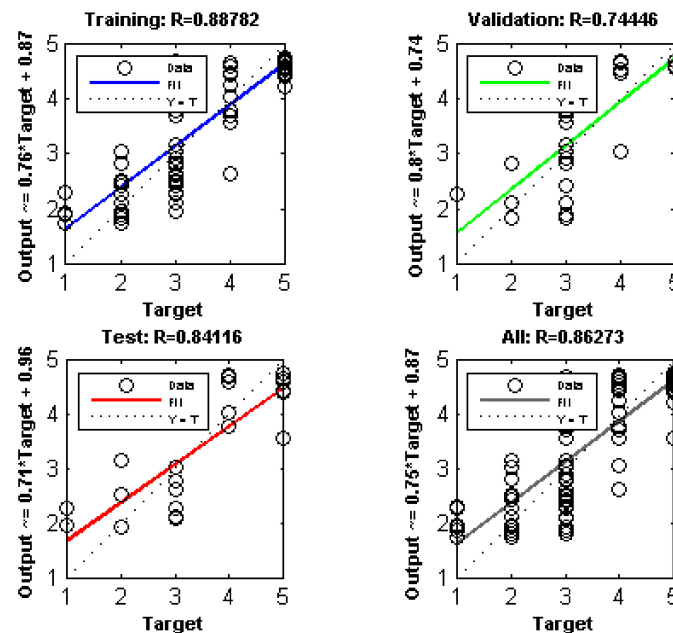 Training: R=0.88782
Output ~= 0.76*Target + 0.87
5
4
3
2
1
Data
Fit
Y = T
1 2 3 4 5
Target
Validation: R=0.74446
Output ~= 0.8*Target + 0.74
5
4
3
2
1
Data
Fit
Y = T
1 2 3 4 5
Target
Test: R=0.84116
Output ~= 0.71*Target + 0.96
5
4
3
2
1
Data
Fit
Y = T
1 2 3 4 5
Target
All: R=0.86273
Output ~= 0.75*Target + 0.87
5
4
3
2
1
Data
Fit
Y = T
1 2 3 4 5
Target